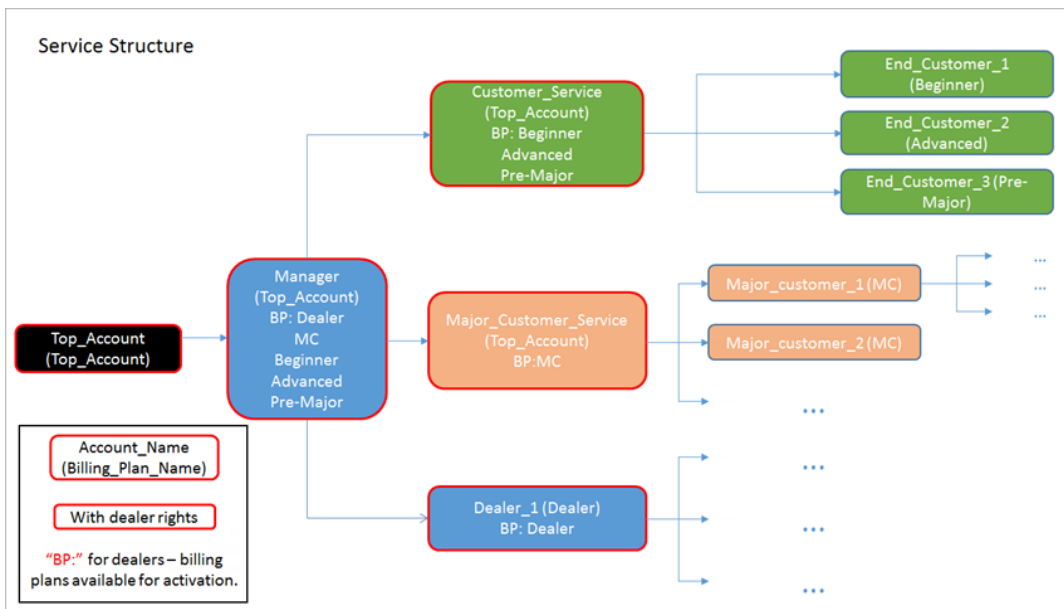 Service Structure
Customer_Service
(Top_Account)
BP: Beginner
Advanced
Pre-Major
End_Customer_1
(Beginner)
End_Customer_2
(Advanced)
End_Customer_3 (Pre-
Major)
Top_Account
(Top_Account)
Manager
(Top_Account)
BP: Dealer
MC
Beginner
Advanced
Pre-Major
Major_Customer_Service
(Top_Account)
BP:MC
Major_customer_1 (MC)
...
...
...
Major_customer_2 (MC)
...
Dealer_1 (Dealer)
BP: Dealer
...
...
...
Account_Name
(Billing_Plan_Name)
With dealer rights
“BP:” for dealers – billing
plans available for activation.